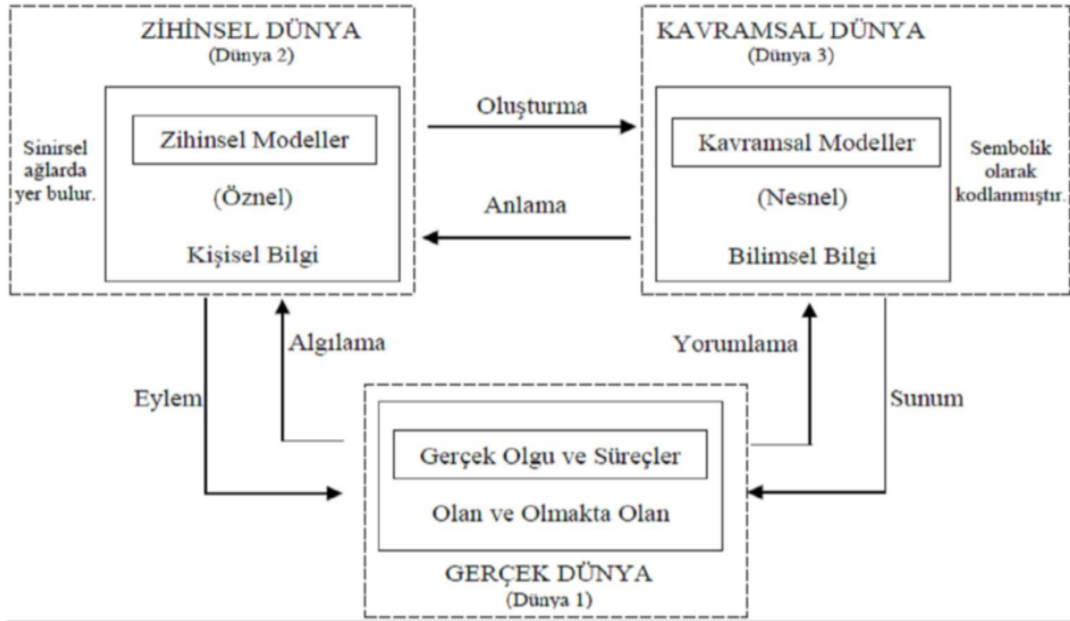 ZİHİNSEL DÜNYA
(Dünya 2)
Zihinsel Modeller
(Öznel)
Kişisel Bilgi
Sinirsel
ağlarda
yer bulur.
Oluşturma
Anlama
KAVRAMSAL DÜNYA
(Dünya 3)
Kavramsal Modeller
(Nesnel)
Bilimsel Bilgi
Sembolik
olarak
kodlanmıştır.
Algılama
Eylem
Yorumlama
Sunum
Gerçek Olgu ve Süreçler
Olan ve Olmakta Olan
GERÇEK DÜNYA
(Dünya 1)